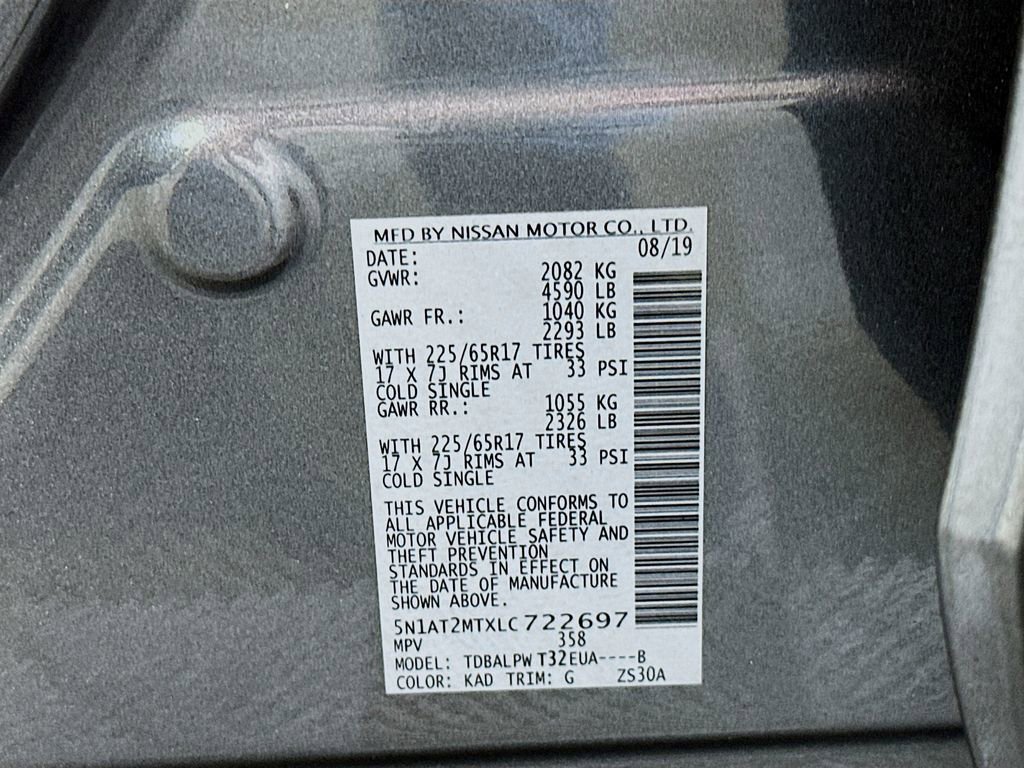 MFD BY NISSAN MOTOR CO., LTD.
DATE: 08/19
GVWR: 2082 KG
4590 LB
GAWR FR.: 1040 KG
2293 LB
WITH 225/65R17 TIRES
17 X 7J RIMS AT 33 PSI
COLD SINGLE
GAWR RR.: 1055 KG
2326 LB
WITH 225/65R17 TIRES
17 X 7J RIMS AT 33 PSI
COLD SINGLE
THIS VEHICLE CONFORMS TO
ALL APPLICABLE FEDERAL
MOTOR VEHICLE SAFETY AND
THEFT PREVENTION
STANDARDS IN EFFECT ON
THE DATE OF MANUFACTURE
SHOWN ABOVE.
5N1AT2MTXLC722697
MPV 358
MODEL: TDBALPW T32EUA----B
COLOR: KAD TRIM: G ZS30A